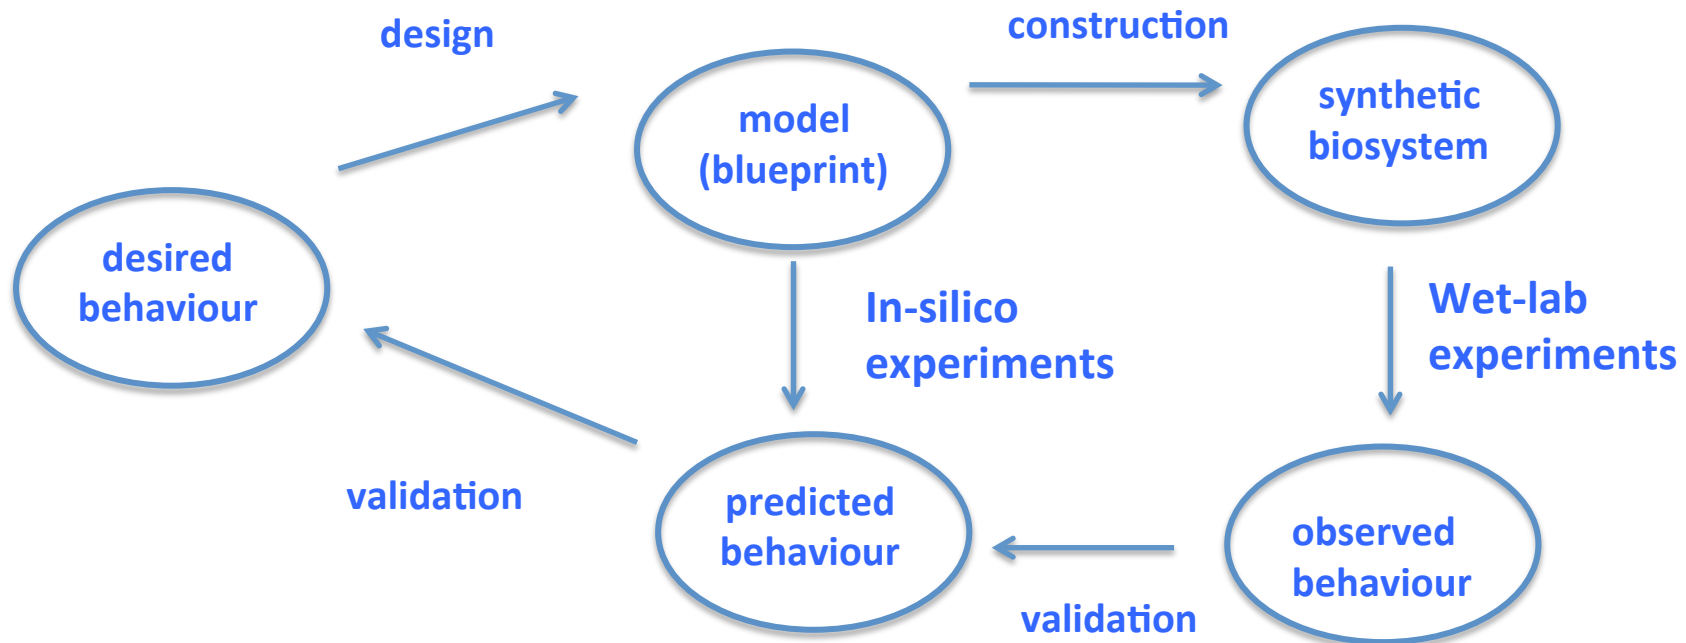 design
construction
model
(blueprint)
synthetic
biosystem
desired
behaviour
In-silico
experiments
Wet-lab
experiments
validation
predicted
behaviour
observed
behaviour
validation